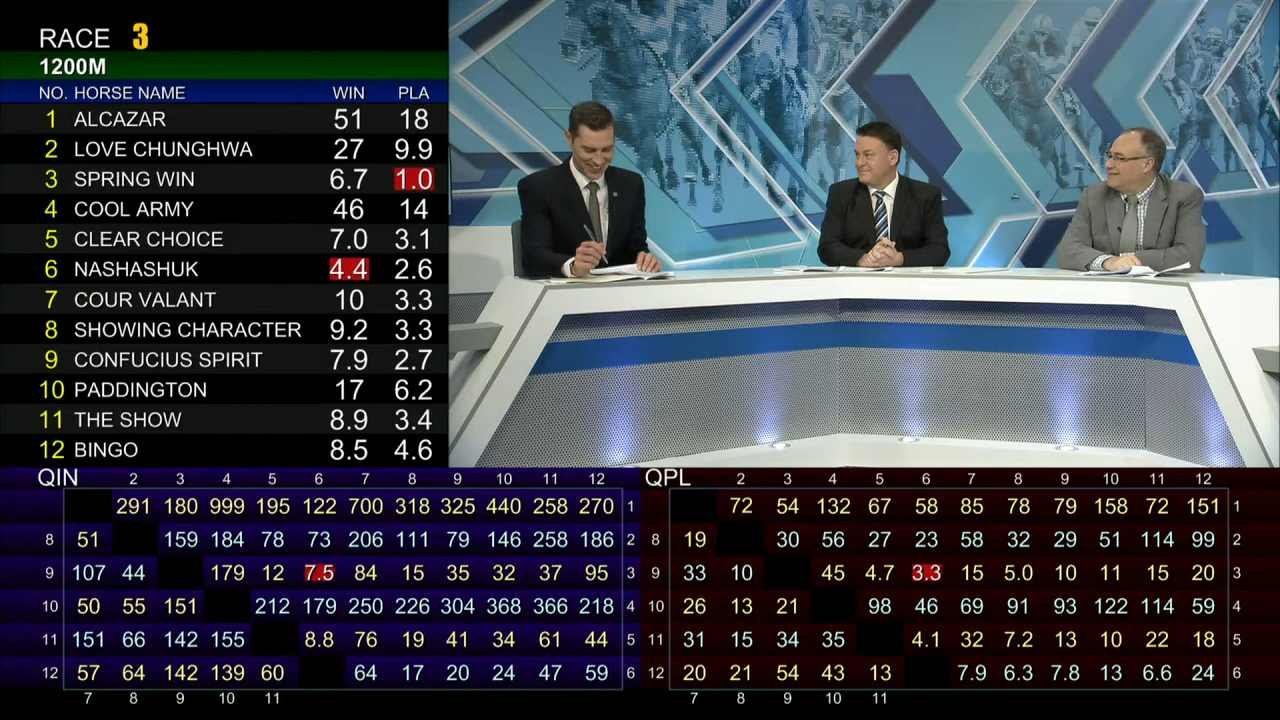 RACE 3
1200M
NO. HORSE NAME WIN PLA
1 ALCAZAR 51 18
2 LOVE CHUNGHWA 27 9.9
3 SPRING WIN 6.7 1.0
4 COOL ARMY 46 14
5 CLEAR CHOICE 7.0 3.1
6 NASHASHUK 4.4 2.6
7 COUR VALANT 10 3.3
8 SHOWING CHARACTER 9.2 3.3
9 CONFUCIUS SPIRIT 7.9 2.7
10 PADDINGTON 17 6.2
11 THE SHOW 8.9 3.4
12 BINGO 8.5 4.6
QIN 2 3 4 5 6 7 8 9 10 11 12
291 180 999 195 122 700 318 325 440 258 270 1
8 51 159 184 78 73 206 111 79 146 258 186 2
9 107 44 179 12 7.5 84 15 35 32 37 95 3
10 50 55 151 212 179 250 226 304 368 366 218 4
11 151 66 142 155 8.8 76 19 41 34 61 44 5
12 57 64 142 139 60 64 17 20 24 47 59 6
7 8 9 10 11
QPL 2 3 4 5 6 7 8 9 10 11 12
72 54 132 67 58 85 78 79 158 72 151 1
8 19 30 56 27 23 58 32 29 51 114 99 2
9 33 10 45 4.7 3.3 15 5.0 10 11 15 20 3
10 26 13 21 98 46 69 91 93 122 114 59 4
11 31 15 34 35 4.1 32 7.2 13 10 22 18 5
12 20 21 54 43 13 7.9 6.3 7.8 13 6.6 24 6
7 8 9 10 11